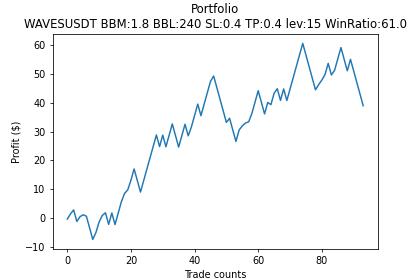 Portfolio
WAVESUSDT BBM:1.8 BBL:240 SL:0.4 TP:0.4 lev:15 WinRatio:61.0
60
50
40
30
20
10
0
−10
Profit ($)
0 20 40 60 80
Trade counts